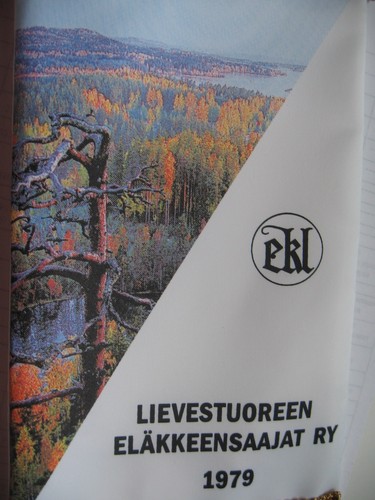 ekl
LIEVESTUOREEN
ELÄKKEENSAAJAT RY
1979